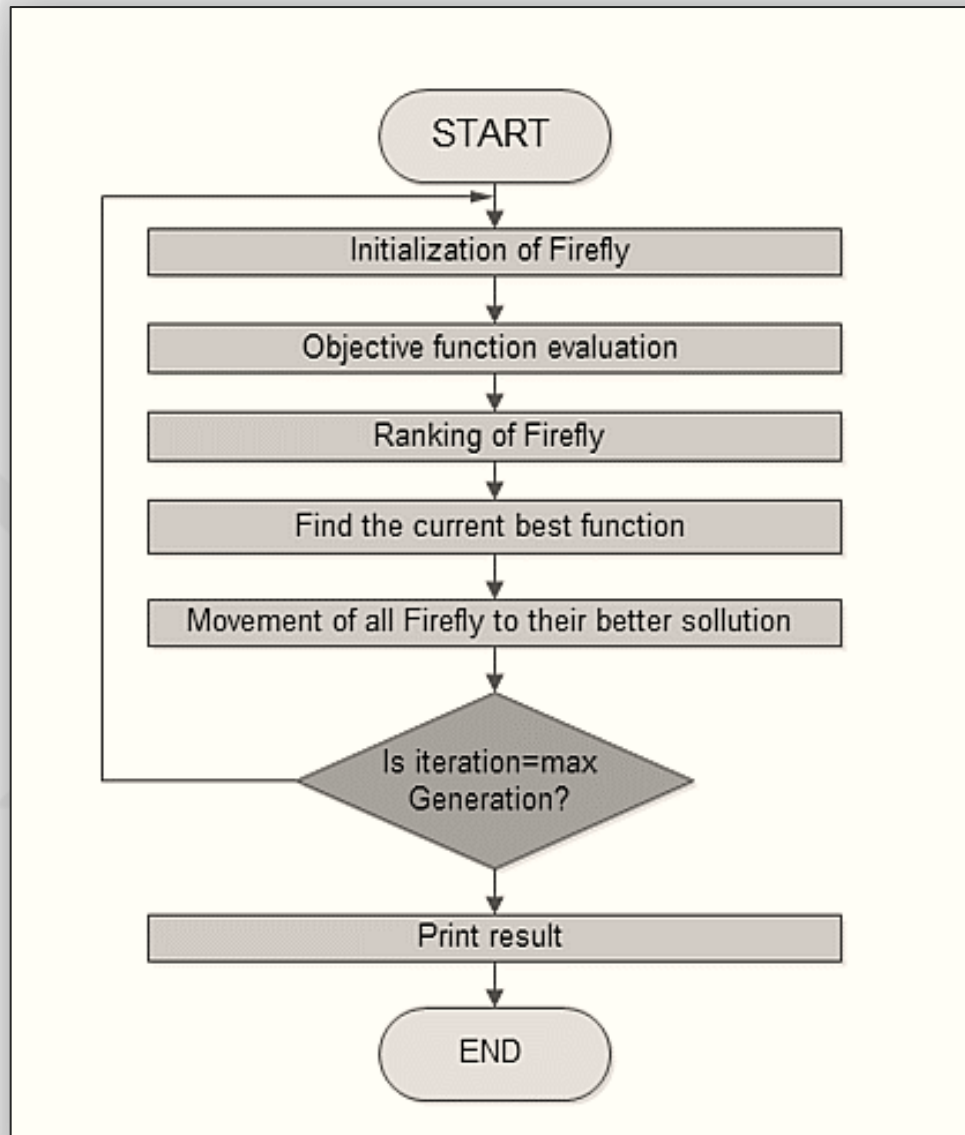 START
Initialization of Firefly
Objective function evaluation
Ranking of Firefly
Find the current best function
Movement of all Firefly to their better sollution
Is iteration=max
Generation?
Print result
END